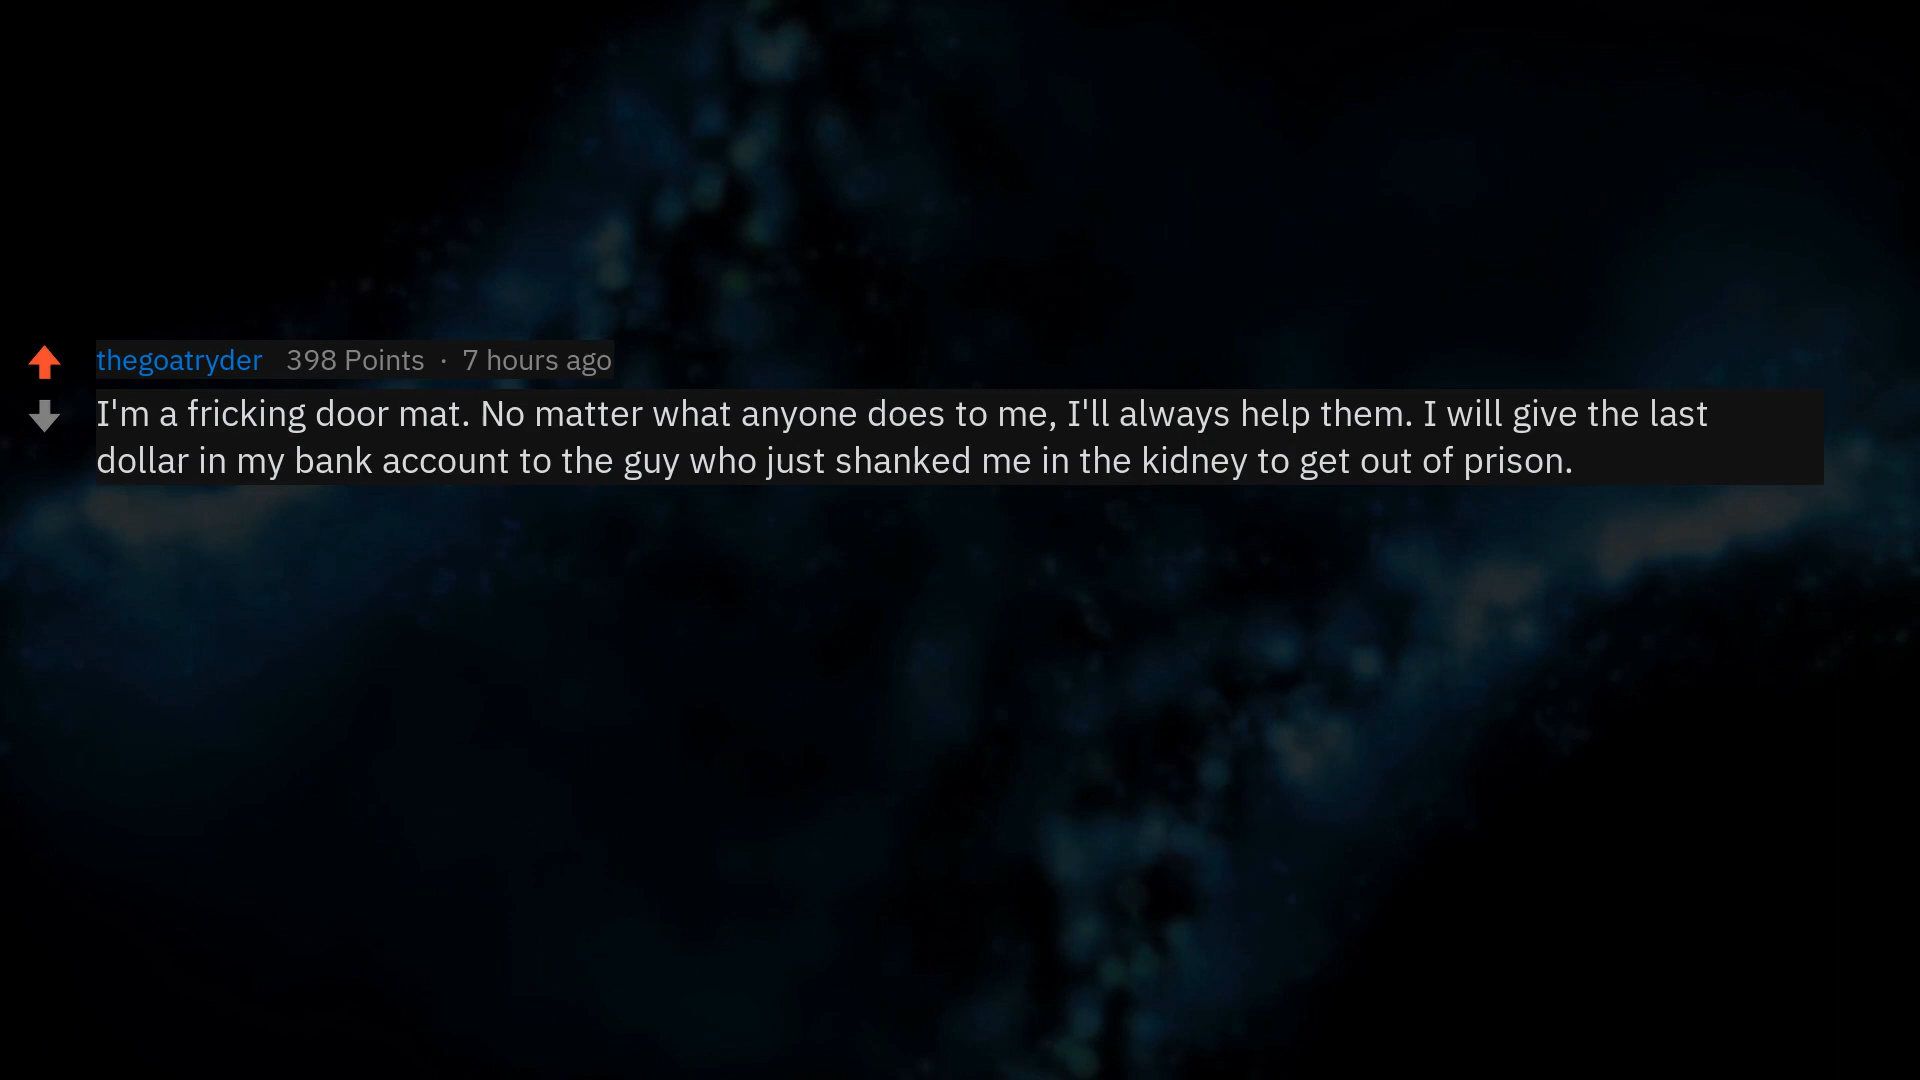 thegoatryder 398 Points · 7 hours ago
I'm a fricking door mat. No matter what anyone does to me, I'll always help them. I will give the last
dollar in my bank account to the guy who just shanked me in the kidney to get out of prison.